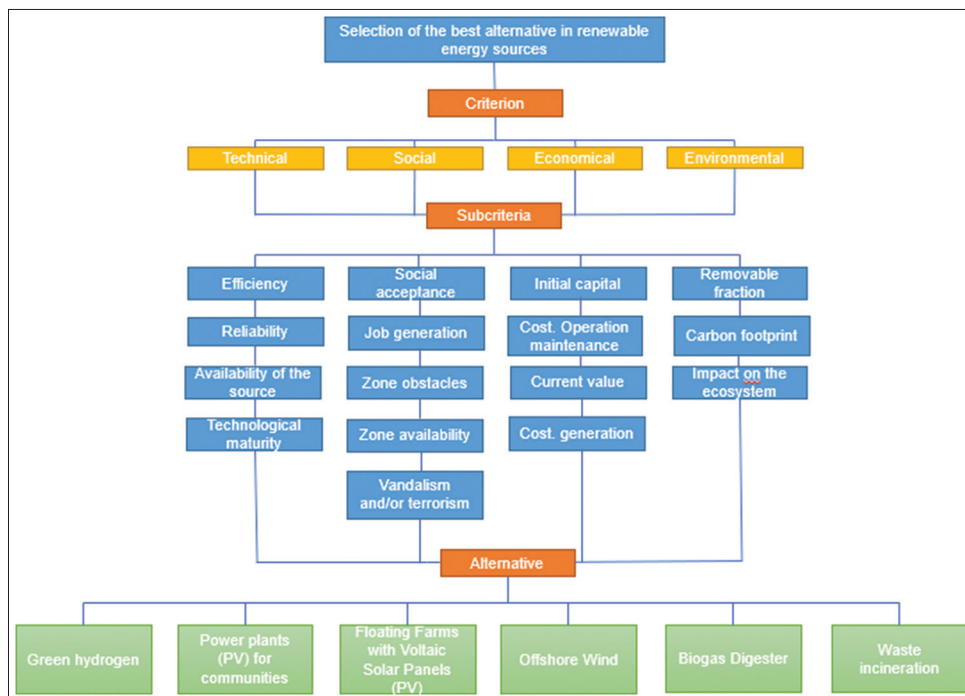 Selection of the best alternative in renewable
energy sources
Criterion
Technical
Social
Economical
Environmental
Subcriteria
Efficiency
Social
acceptance
Initial capital
Removable
fraction
Reliability
Job generation
Cost. Operation
maintenance
Carbon footprint
Availability of the
source
Zone obstacles
Current value
Impact on the
ecosystem
Technological
maturity
Zone availability
Cost. generation
Vandalism
and/or terrorism
Alternative
Green hydrogen
Power plants
(PV) for
communities
Floating Farms
with Voltaic
Solar Panels
(PV)
Offshore Wind
Biogas Digester
Waste
incineration